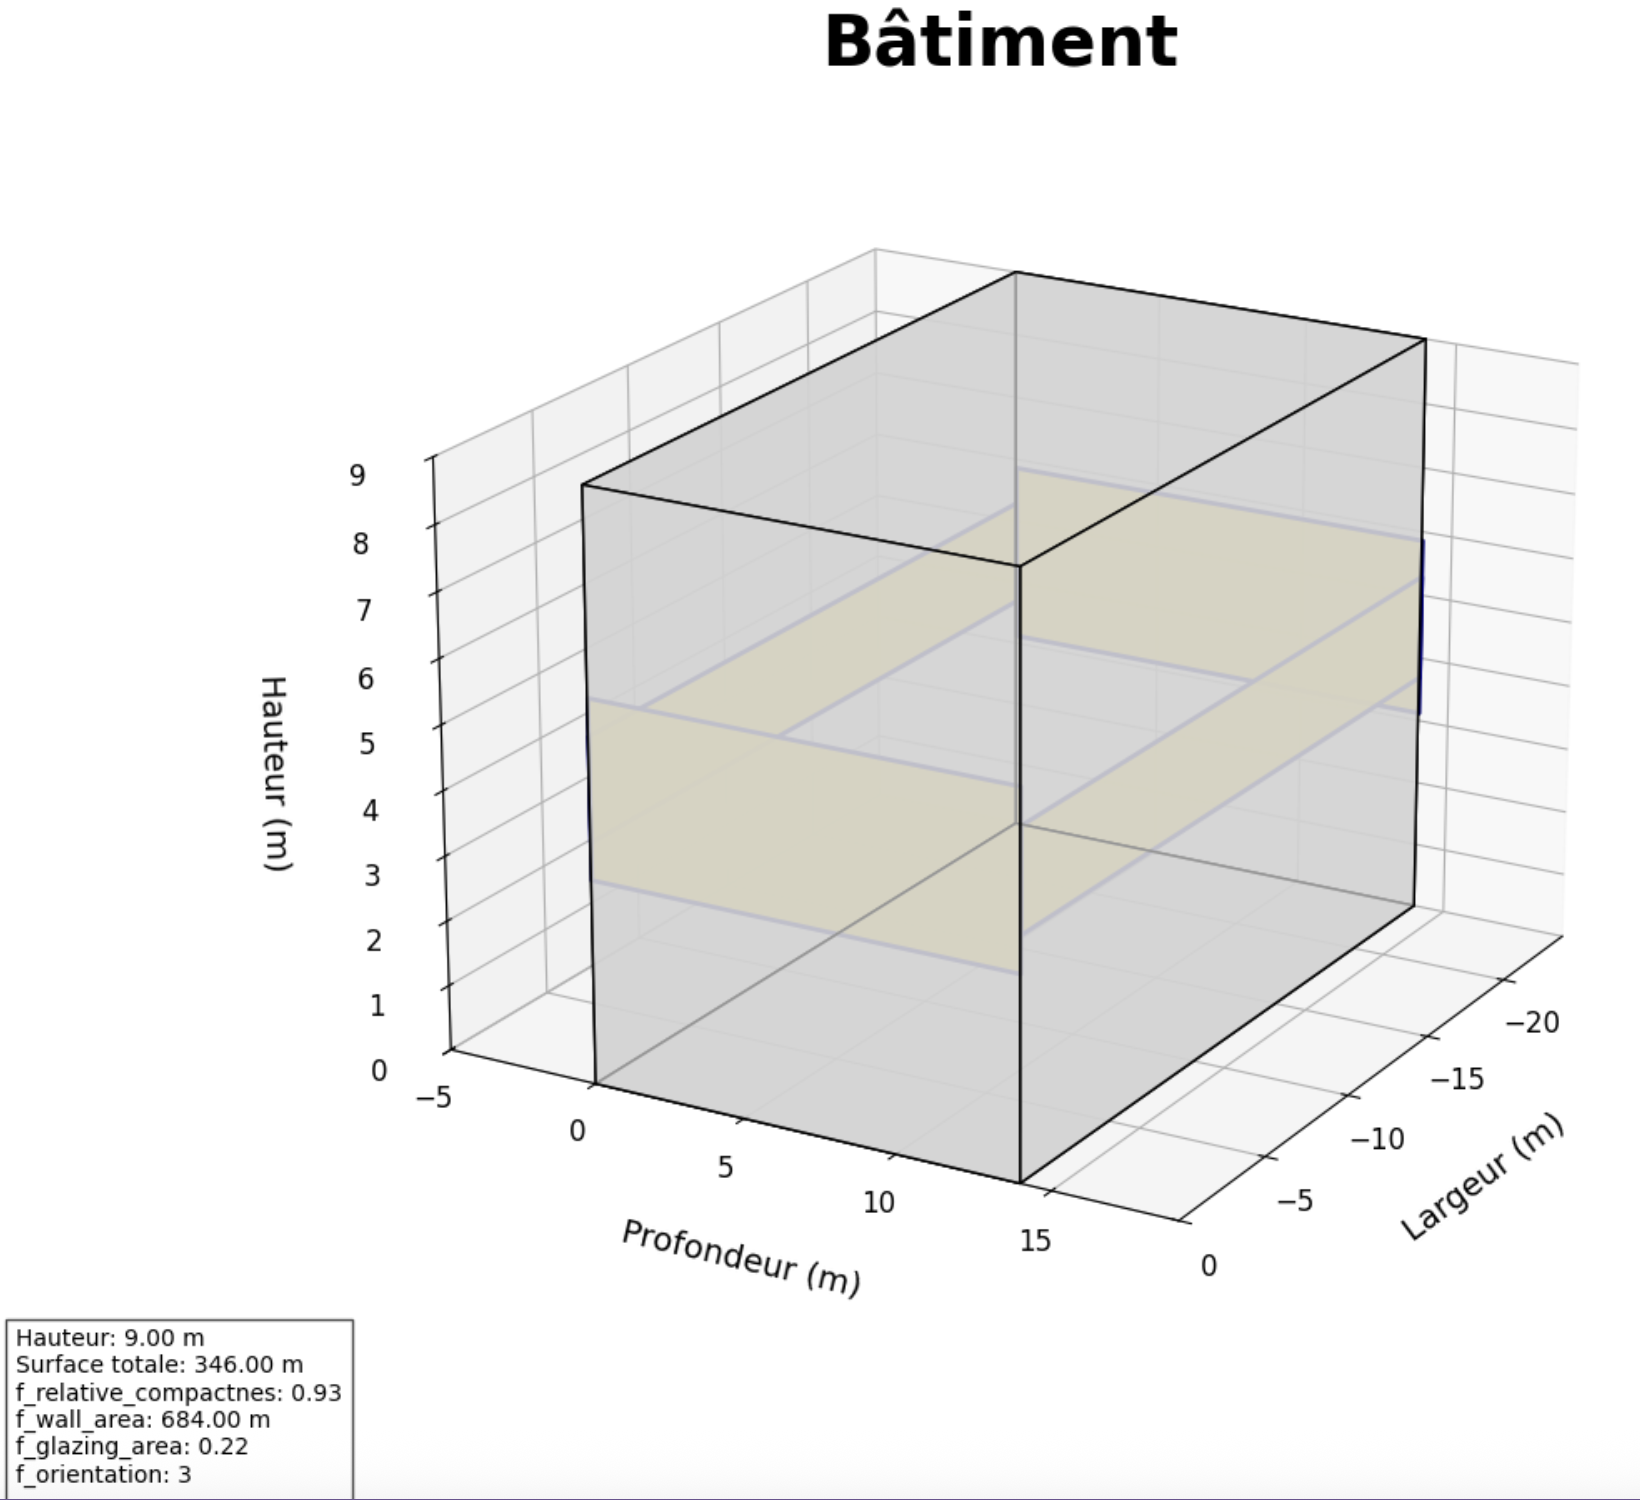 Bâtiment
Hauteur (m)
9
8
7
6
5
4
3
2
1
0
−5
0
5
10
15
Profondeur (m)
−20
−15
−10
−5
0
Largeur (m)
Hauteur: 9.00 m
Surface totale: 346.00 m
f_relative_compactnes: 0.93
f_wall_area: 684.00 m
f_glazing_area: 0.22
f_orientation: 3